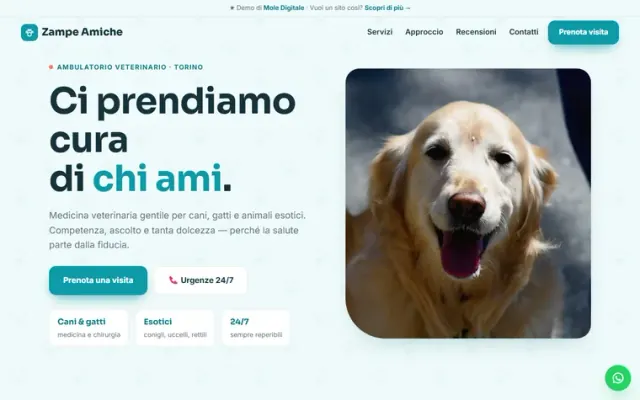 ★ Demo di Mole Digitale · Vuoi un sito così? Scopri di più →
Zampe Amiche
Servizi Approccio Recensioni Contatti Prenota visita
AMBULATORIO VETERINARIO · TORINO
Ci prendiamo
cura
di chi ami.
Medicina veterinaria gentile per cani, gatti e animali esotici.
Competenza, ascolto e tanta dolcezza — perché la salute
parte dalla fiducia.
Prenota una visita
Urgenze 24/7
Cani & gatti
medicina e chirurgia
Esotici
conigli, uccelli, rettili
24/7
sempre reperibili